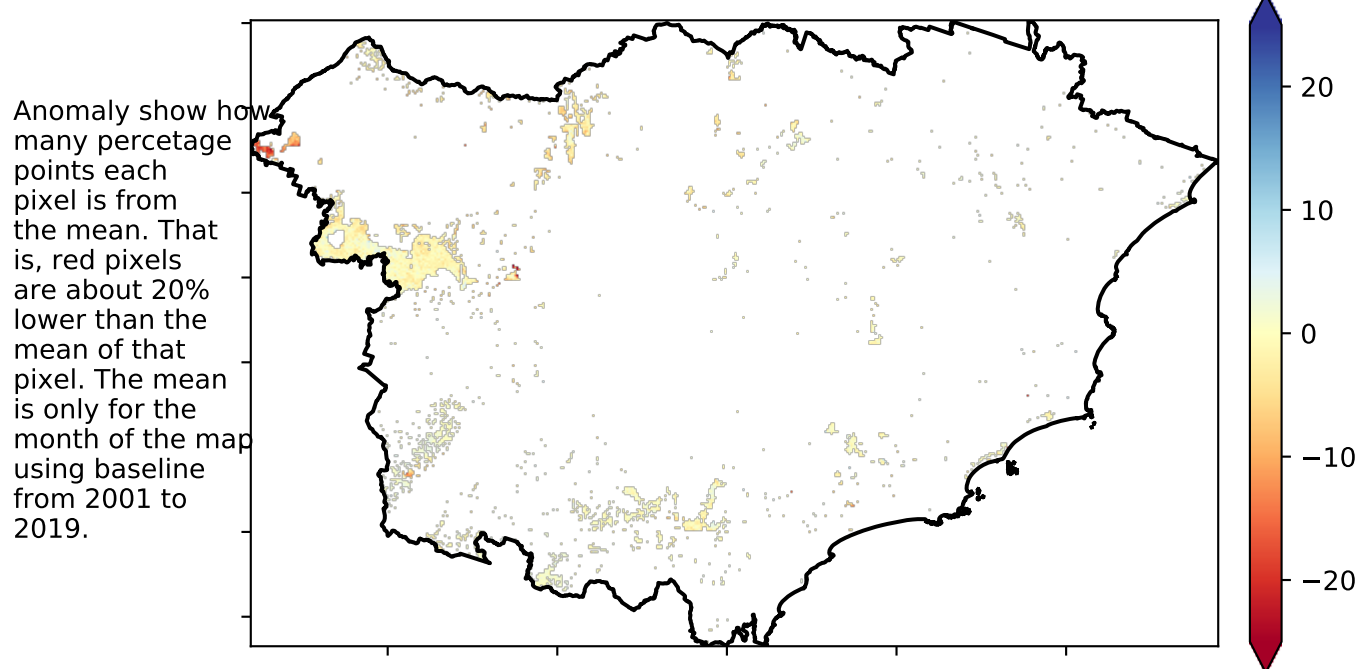 Anomaly show how
many percetage
points each
pixel is from
the mean. That
is, red pixels
are about 20%
lower than the
mean of that
pixel. The mean
is only for the
month of the map
using baseline
from 2001 to
2019.
20
10
0
−10
−20